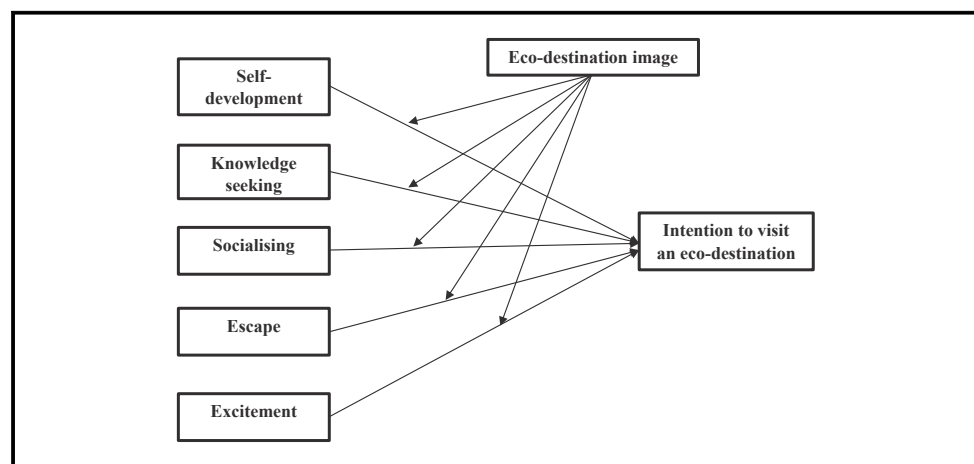 Eco-destination image
Self-
development
Knowledge
seeking
Socialising
Intention to visit
an eco-destination
Escape
Excitement